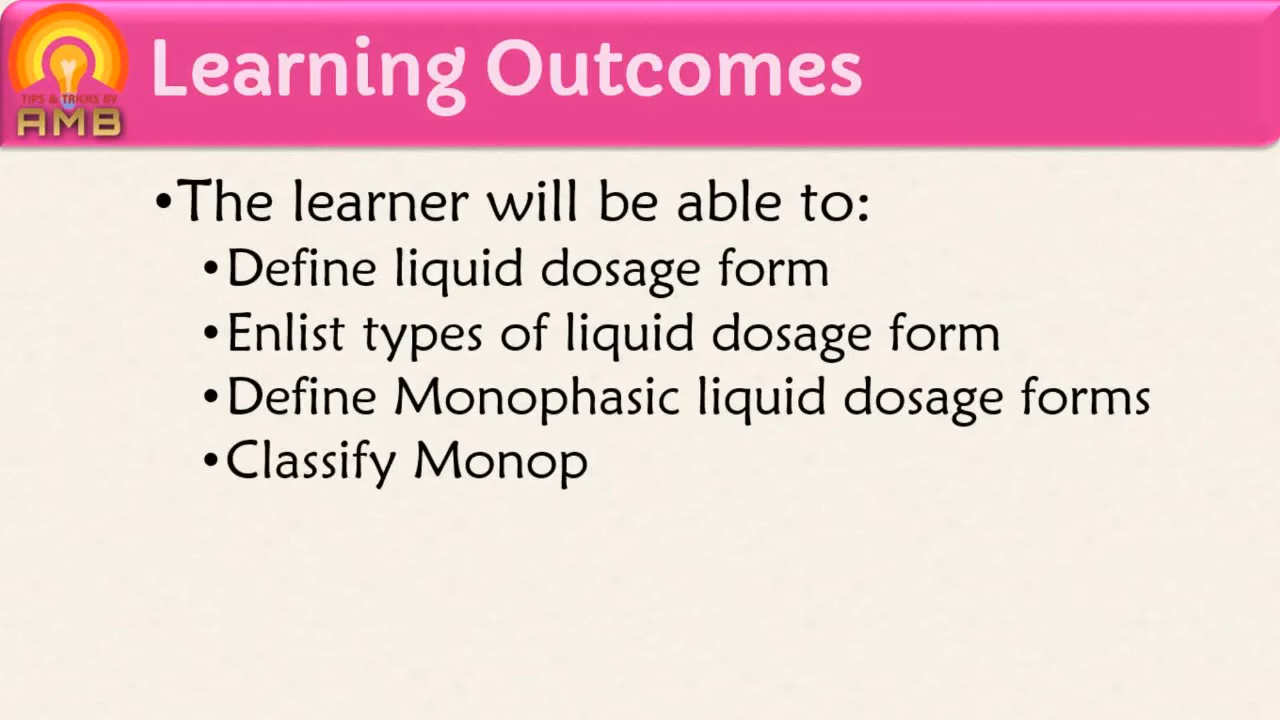 Learning Outcomes
TIPS & TRICKS BY
AMB
•The learner will be able to:
•Define liquid dosage form
•Enlist types of liquid dosage form
•Define Monophasic liquid dosage forms
•Classify Monop